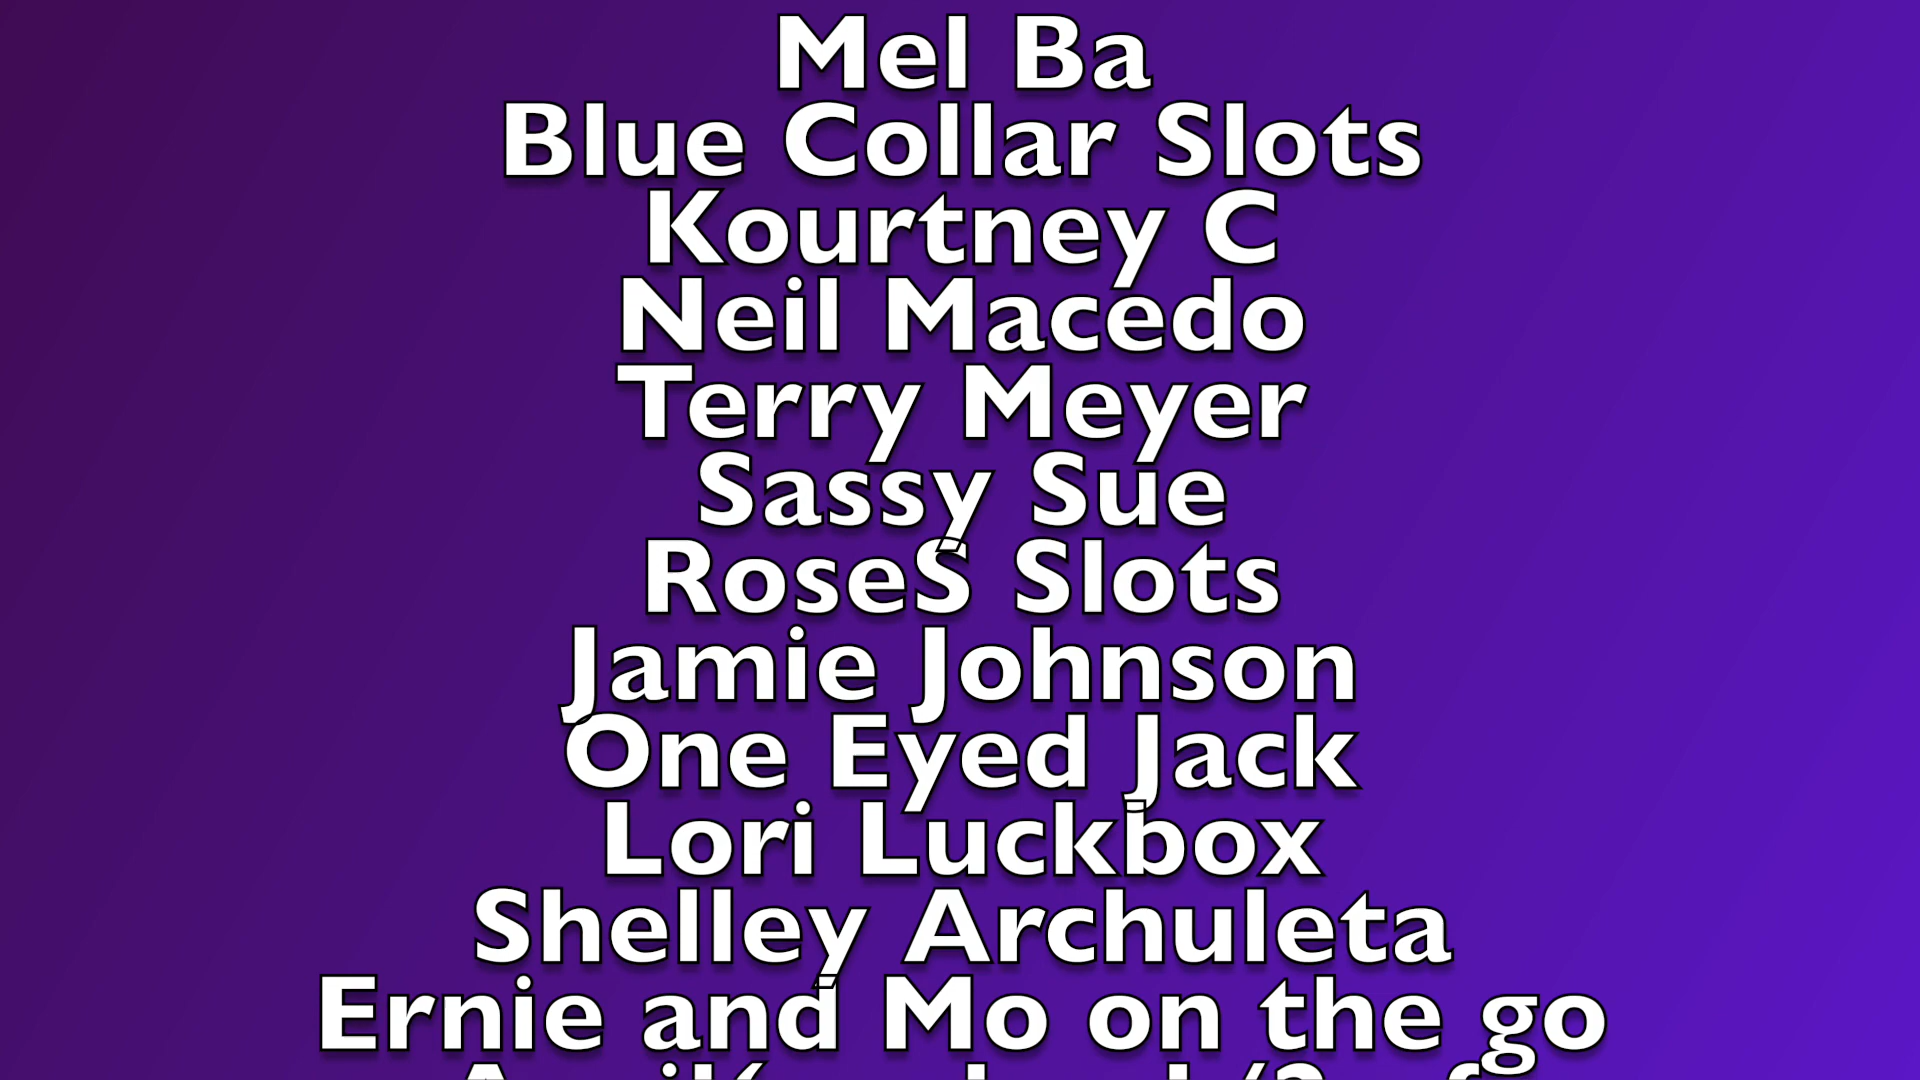 Mel Ba
Blue Collar Slots
Kourtney C
Neil Macedo
Terry Meyer
Sassy Sue
RoseS Slots
Jamie Johnson
One Eyed Jack
Lori Luckbox
Shelley Archuleta
Ernie and Mo on the go